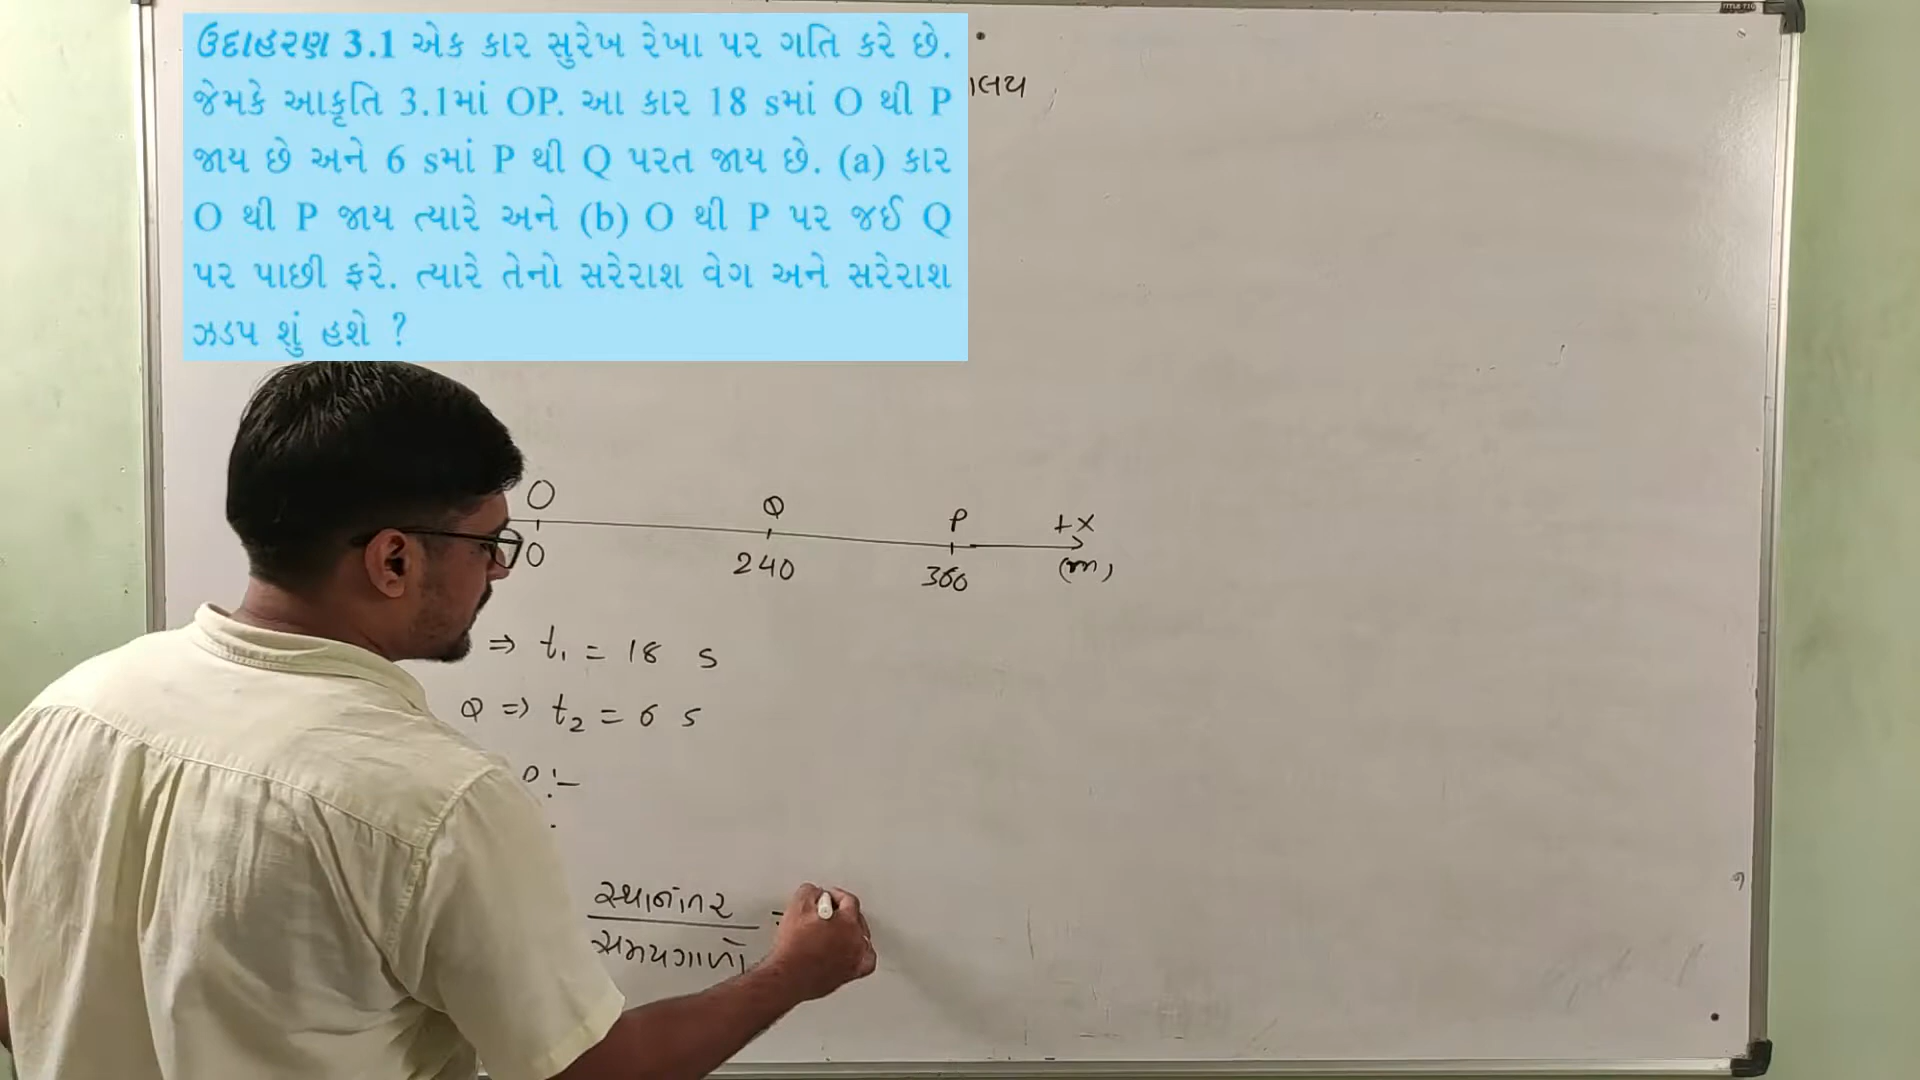 ઉદાહરણ 3.1 એક કાર સુરેખ રેખા પર ગતિ કરે છે.
જેમકે આકૃતિ 3.1માં OP. આ કાર 18 sમાં O થી P
જાય છે અને 6 sમાં P થી Q પરત જાય છે. (a) કાર
O થી P જાય ત્યારે અને (b) O થી P પર જઈ Q
પર પાછી ફરે. ત્યારે તેનો સરેરાશ વેગ અને સરેરાશ
ઝડપ શું હશે ?
O Q P +x
0 240 360 (m)
⇒ t₁ = 18 s
Q ⇒ t₂ = 6 s
P :-
સ્થાનાંતર
સમયગાળો